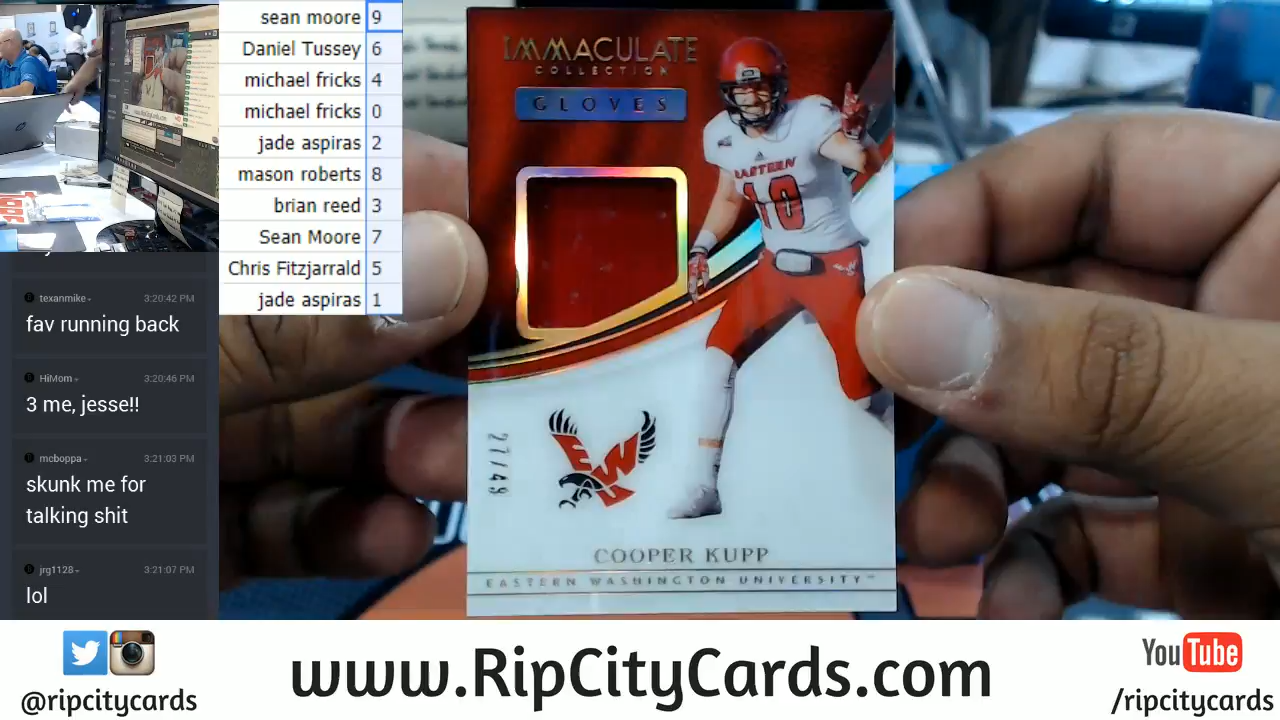 sean moore 9
Daniel Tussey 6
michael fricks 4
michael fricks 0
jade aspiras 2
mason roberts 8
brian reed 3
Sean Moore 7
Chris Fitzjarrald 5
jade aspiras 1
texanmike 3:20:42 PM
fav running back
HiMom 3:20:46 PM
3 me, jesse!!
mcboppa 3:21:03 PM
skunk me for
talking shit
jrg1128 3:21:07 PM
lol
IMMACULATE
COLLECTION
GLOVES
EASTERN
10
EWU
27/49
COOPER KUPP
EASTERN WASHINGTON UNIVERSITY
@ripcitycards
www.RipCityCards.com
YouTube
/ripcitycards